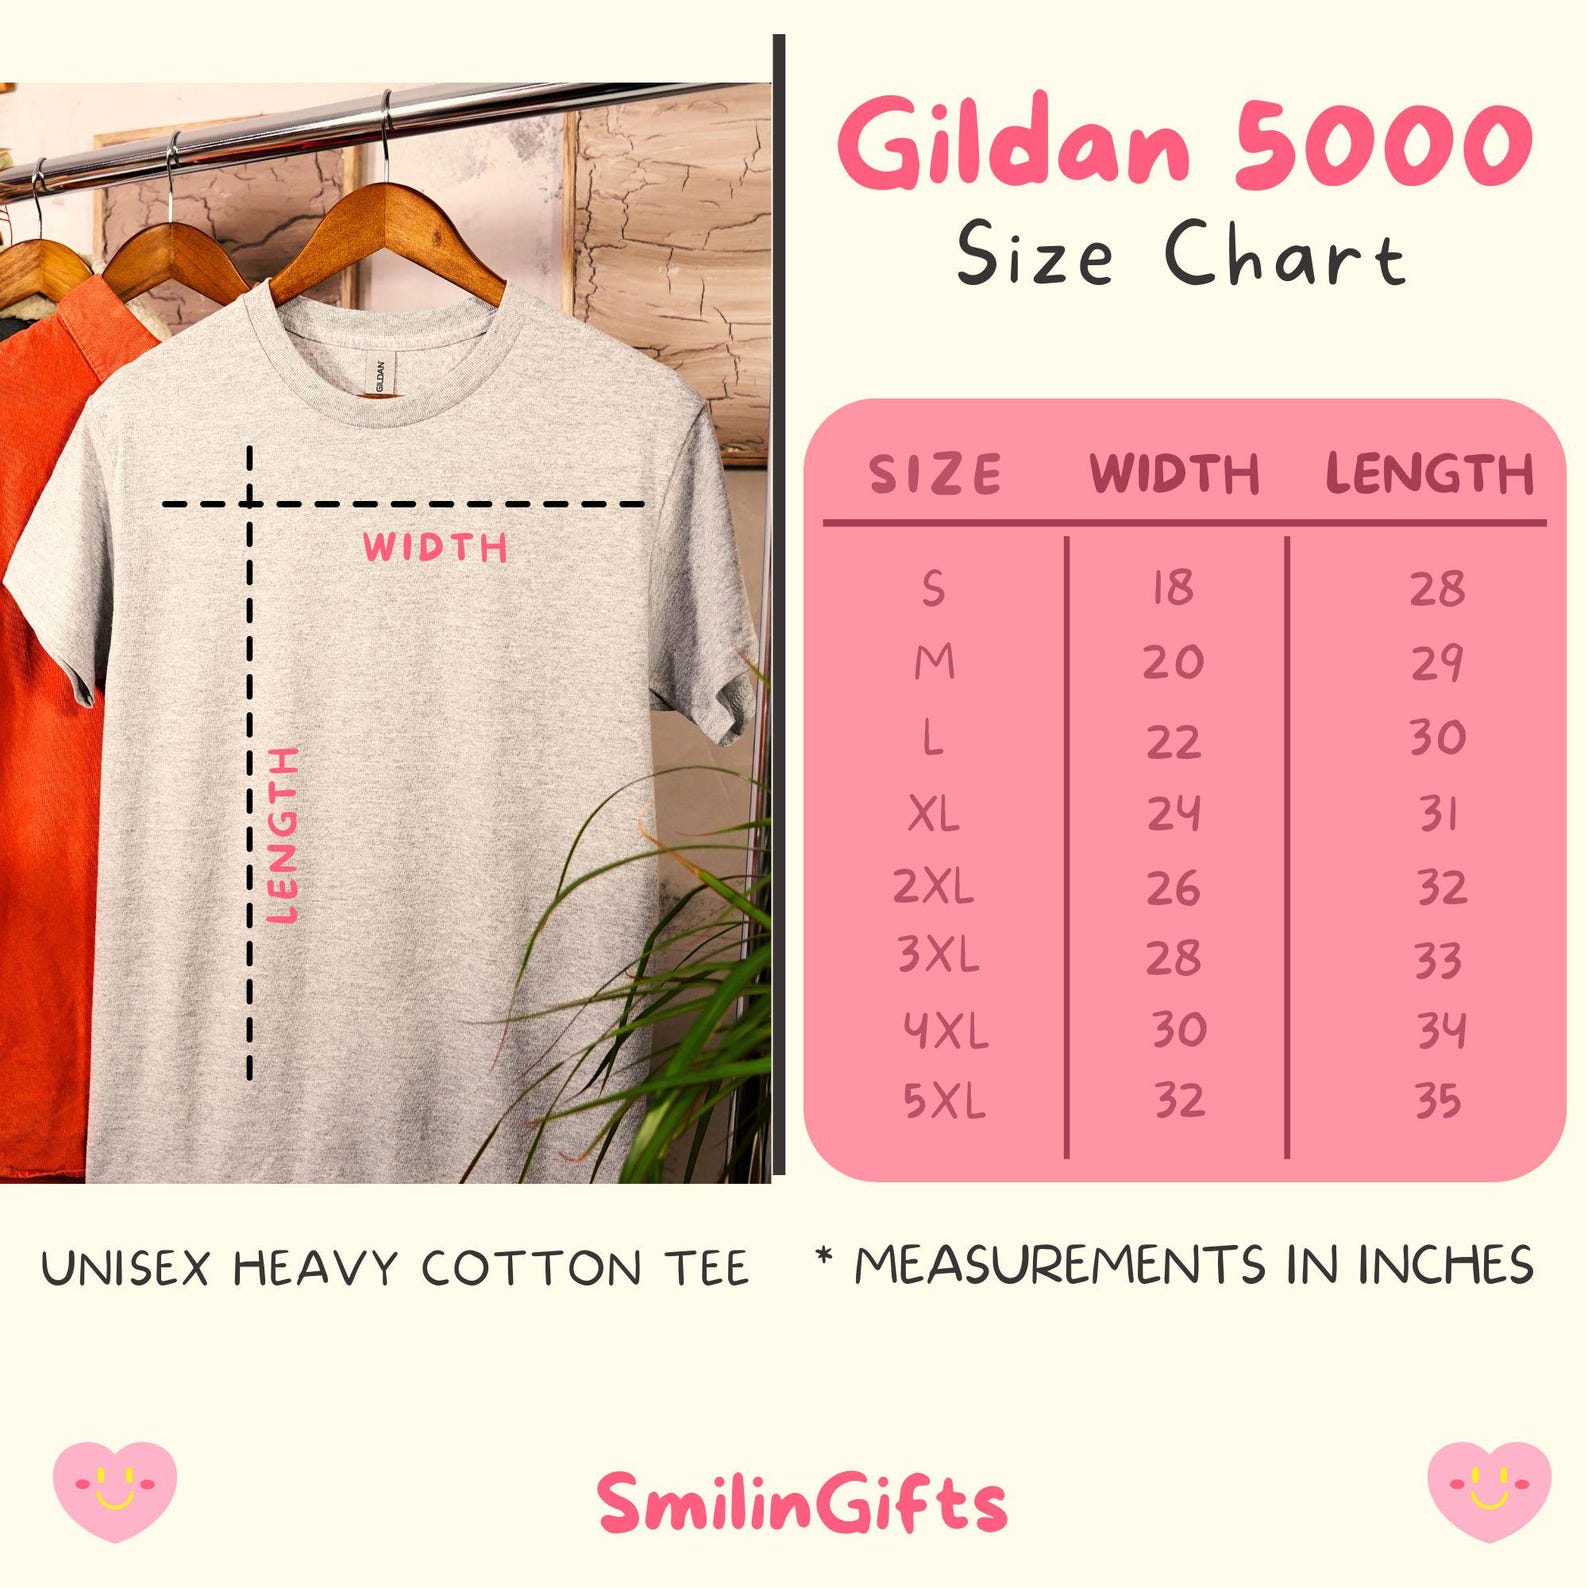 Gildan 5000
Size Chart
GILDAN
WIDTH
LENGTH
SIZE WIDTH LENGTH
S 18 28
M 20 29
L 22 30
XL 24 31
2XL 26 32
3XL 28 33
4XL 30 34
5XL 32 35
UNISEX HEAVY COTTON TEE
* MEASUREMENTS IN INCHES
SmilinGifts